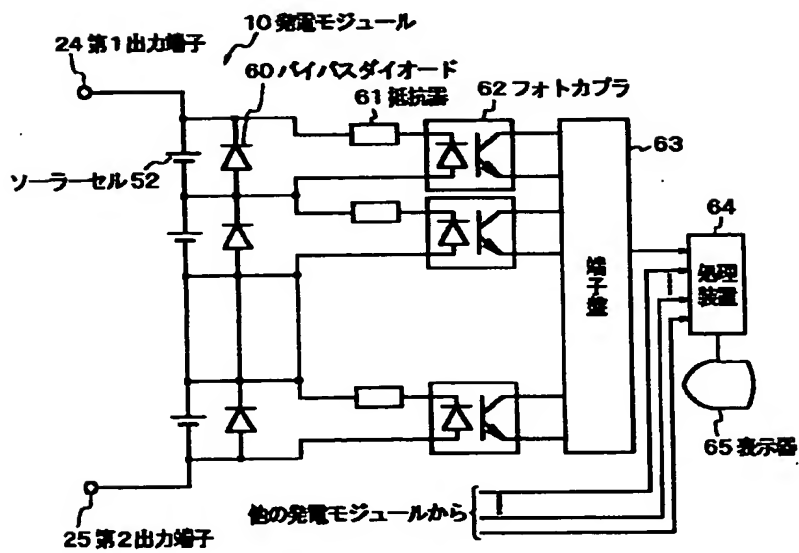 10 発電モジュール
24 第1出力端子
60 バイパスダイオード
61 抵抗器
62 フォトカプラ
63
ソーラーセル 52
64
端子盤
処理
装置
65 表示器
他の発電モジュールから
25 第2出力端子